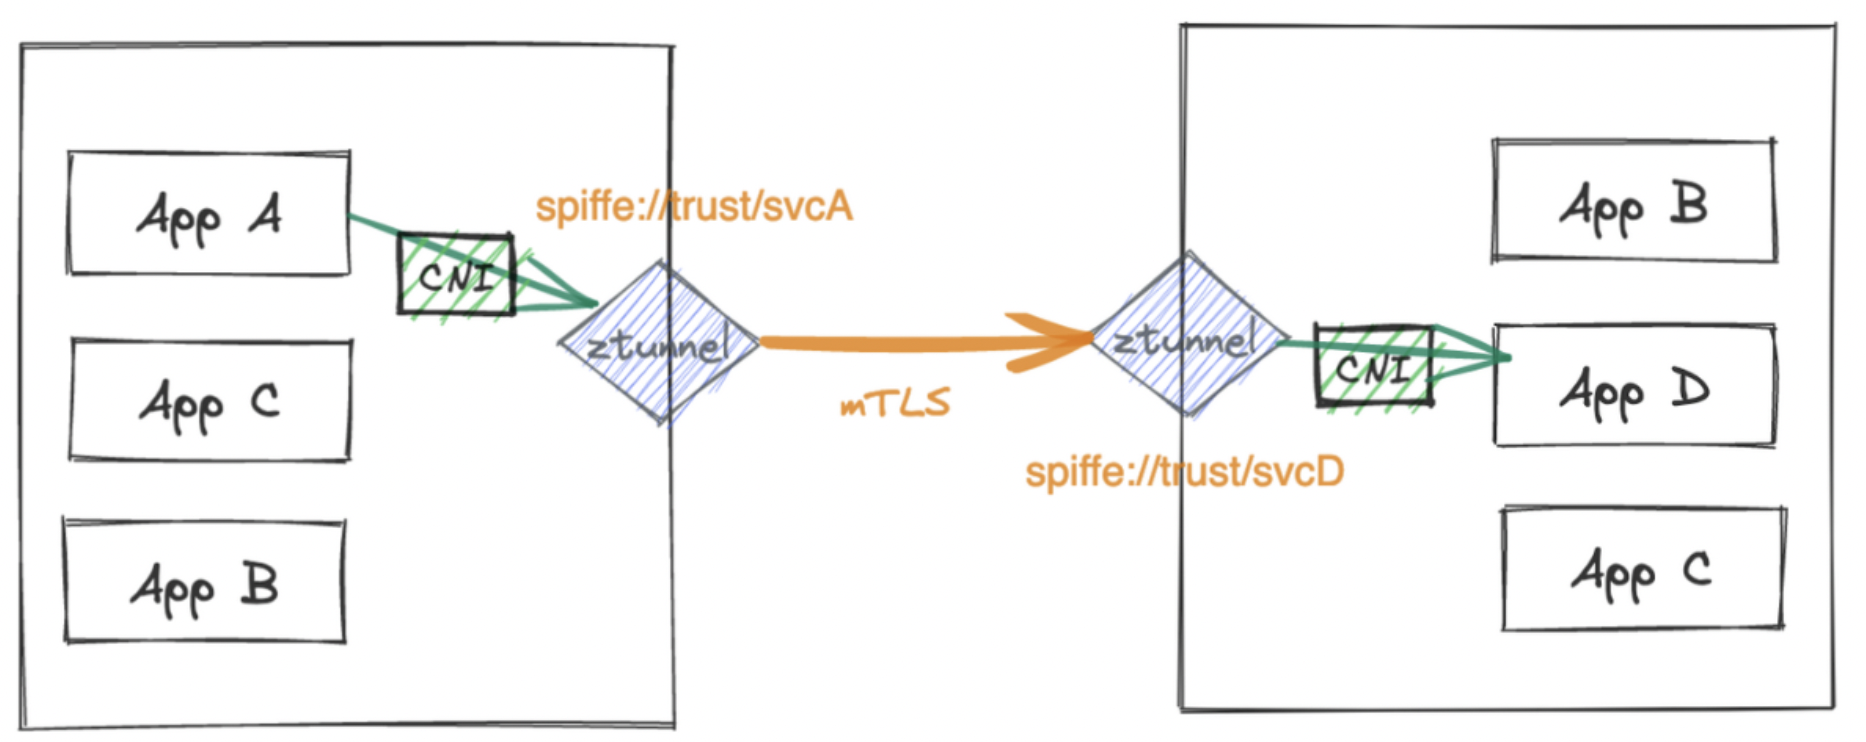 App A
CNI
spiffe://trust/svcA
ztunnel
App C
App B
mTLS
ztunnel
spiffe://trust/svcD
CNI
App B
App D
App C